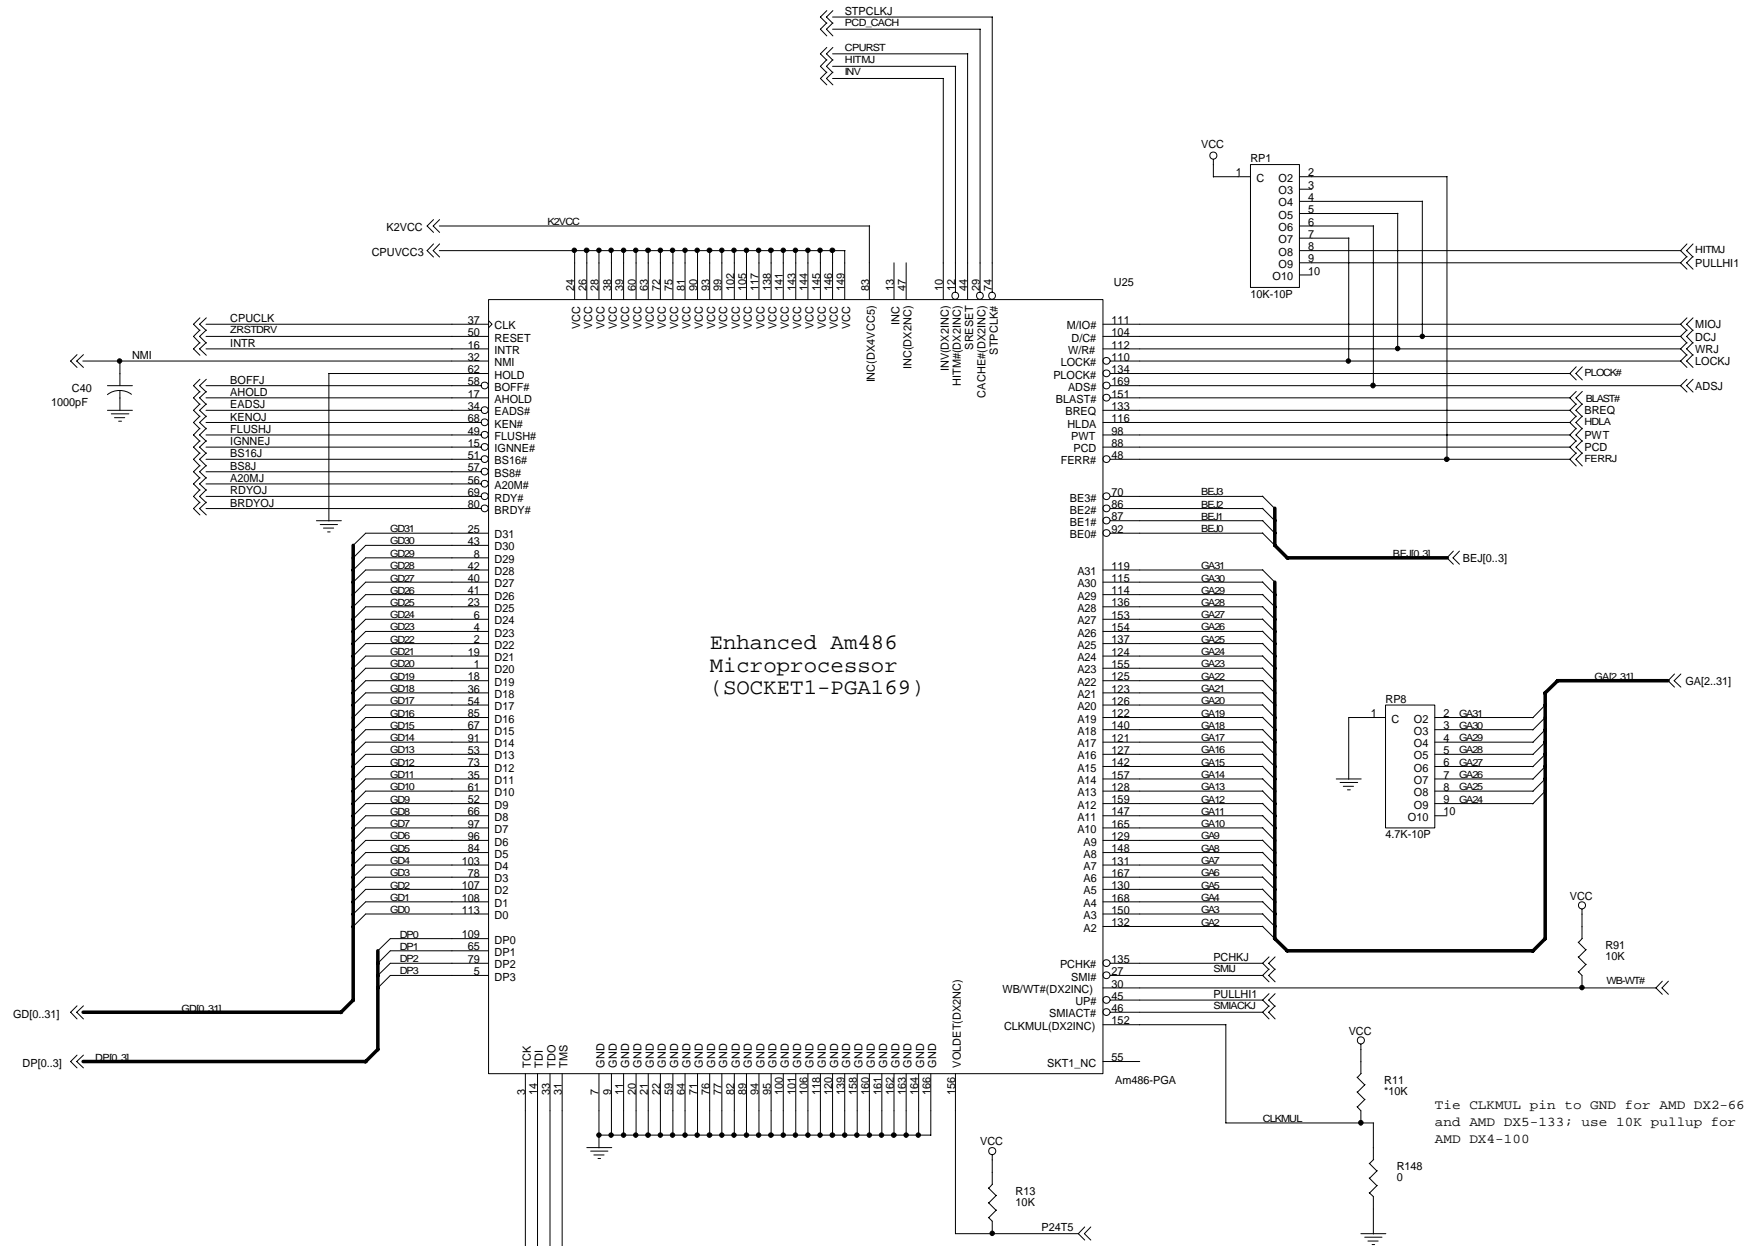 STPCLKJ
PCD_CACH
CPURST
HITMJ
INV
K2VCC
K2VCC
CPUVCC3
24 VCC
26 VCC
28 VCC
38 VCC
39 VCC
60 VCC
63 VCC
72 VCC
75 VCC
81 VCC
90 VCC
93 VCC
99 VCC
102 VCC
105 VCC
117 VCC
138 VCC
141 VCC
143 VCC
144 VCC
145 VCC
146 VCC
149 VCC
83 INC(DX4VCC5)
13 INC
47 INC(DX2NC)
10 INV(DX2INC)
12 HITM#(DX2INC)
44 SRESET
29 CACHE#(DX2INC)
74 STPCLK#
U25
VCC
RP1
1 C O2 2
O3 3
O4 4
O5 5
O6 6
O7 7
O8 8
O9 9
O10 10
10K-10P
HITMJ
PULLHI1
CPUCLK 37 CLK
ZRSTDRV 50 RESET
INTR 16 INTR
NMI 32 NMI
62 HOLD
BOFFJ 58 BOFF#
AHOLD 17 AHOLD
EADSJ 34 EADS#
KENOJ 68 KEN#
FLUSHJ 49 FLUSH#
IGNNEJ 15 IGNNE#
BS16J 51 BS16#
BS8J 57 BS8#
A20MJ 56 A20M#
RDYOJ 69 RDY#
BRDYOJ 80 BRDY#
C40
1000pF
GD31 25 D31
GD30 43 D30
GD29 8 D29
GD28 42 D28
GD27 40 D27
GD26 41 D26
GD25 23 D25
GD24 6 D24
GD23 4 D23
GD22 2 D22
GD21 19 D21
GD20 1 D20
GD19 18 D19
GD18 36 D18
GD17 54 D17
GD16 85 D16
GD15 67 D15
GD14 91 D14
GD13 53 D13
GD12 73 D12
GD11 35 D11
GD10 61 D10
GD9 52 D9
GD8 66 D8
GD7 97 D7
GD6 96 D6
GD5 84 D5
GD4 103 D4
GD3 78 D3
GD2 107 D2
GD1 108 D1
GD0 113 D0
DP0 109 DP0
DP1 65 DP1
DP2 79 DP2
DP3 5 DP3
GD[0..31] GD[0..31]
DP[0..3] DP[0..3]
Enhanced Am486
Microprocessor
(SOCKET1-PGA169)
M/IO# 111 MIOJ
D/C# 104 DCJ
W/R# 112 WRJ
LOCK# 110 LOCKJ
PLOCK# 134 PLOCK#
ADS# 169 ADSJ
BLAST# 151 BLAST#
BREQ 133 BREQ
HLDA 116 HDLA
PWT 98 PWT
PCD 88 PCD
FERR# 48 FERRJ
BE3# 70 BEJ3
BE2# 86 BEJ2
BE1# 87 BEJ1
BE0# 92 BEJ0
BEJ[0..3] BEJ[0..3]
A31 119 GA31
A30 115 GA30
A29 114 GA29
A28 136 GA28
A27 153 GA27
A26 154 GA26
A25 137 GA25
A24 124 GA24
A23 155 GA23
A22 125 GA22
A21 123 GA21
A20 126 GA20
A19 122 GA19
A18 140 GA18
A17 121 GA17
A16 127 GA16
A15 142 GA15
A14 157 GA14
A13 128 GA13
A12 159 GA12
A11 147 GA11
A10 165 GA10
A9 129 GA9
A8 148 GA8
A7 131 GA7
A6 167 GA6
A5 130 GA5
A4 168 GA4
A3 150 GA3
A2 132 GA2
GA[2..31] GA[2..31]
RP8
1 C O2 2 GA31
O3 3 GA30
O4 4 GA29
O5 5 GA28
O6 6 GA27
O7 7 GA26
O8 8 GA25
O9 9 GA24
O10 10
4.7K-10P
PCHK# 135 PCHKJ
SMI# 27 SMIJ
WB/WT#(DX2INC) 30 WB-WT#
UP# 45 PULLHI1
SMIACT# 46 SMIACKJ
CLKMUL(DX2INC) 152
SKT1_NC 55
Am486-PGA
VCC
R91
10K
VCC
R11
*10K
CLKMUL
R148
0
Tie CLKMUL pin to GND for AMD DX2-66
and AMD DX5-133; use 10K pullup for
AMD DX4-100
TCK 3
TDI 14
TDO 33
TMS 31
GND 7
GND 9
GND 11
GND 20
GND 21
GND 22
GND 59
GND 64
GND 71
GND 76
GND 77
GND 82
GND 89
GND 94
GND 95
GND 100
GND 101
GND 106
GND 118
GND 120
GND 139
GND 158
GND 160
GND 161
GND 162
GND 163
GND 164
GND 166
VOLDET(DX2NC) 156
VCC
R13
10K
P24T5